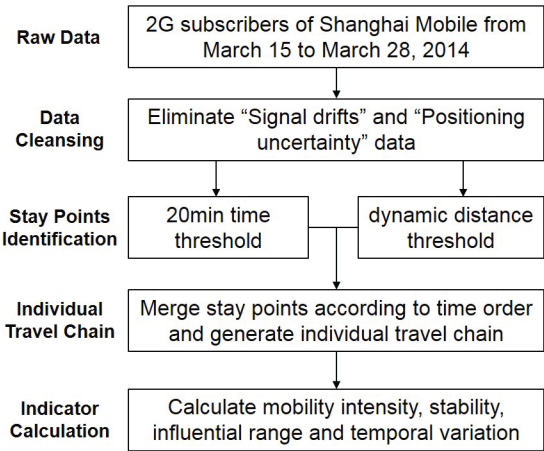 Raw Data
2G subscribers of Shanghai Mobile from
March 15 to March 28, 2014
Data
Cleansing
Eliminate “Signal drifts” and “Positioning
uncertainty” data
Stay Points
Identification
20min time
threshold
dynamic distance
threshold
Individual
Travel Chain
Merge stay points according to time order
and generate individual travel chain
Indicator
Calculation
Calculate mobility intensity, stability,
influential range and temporal variation